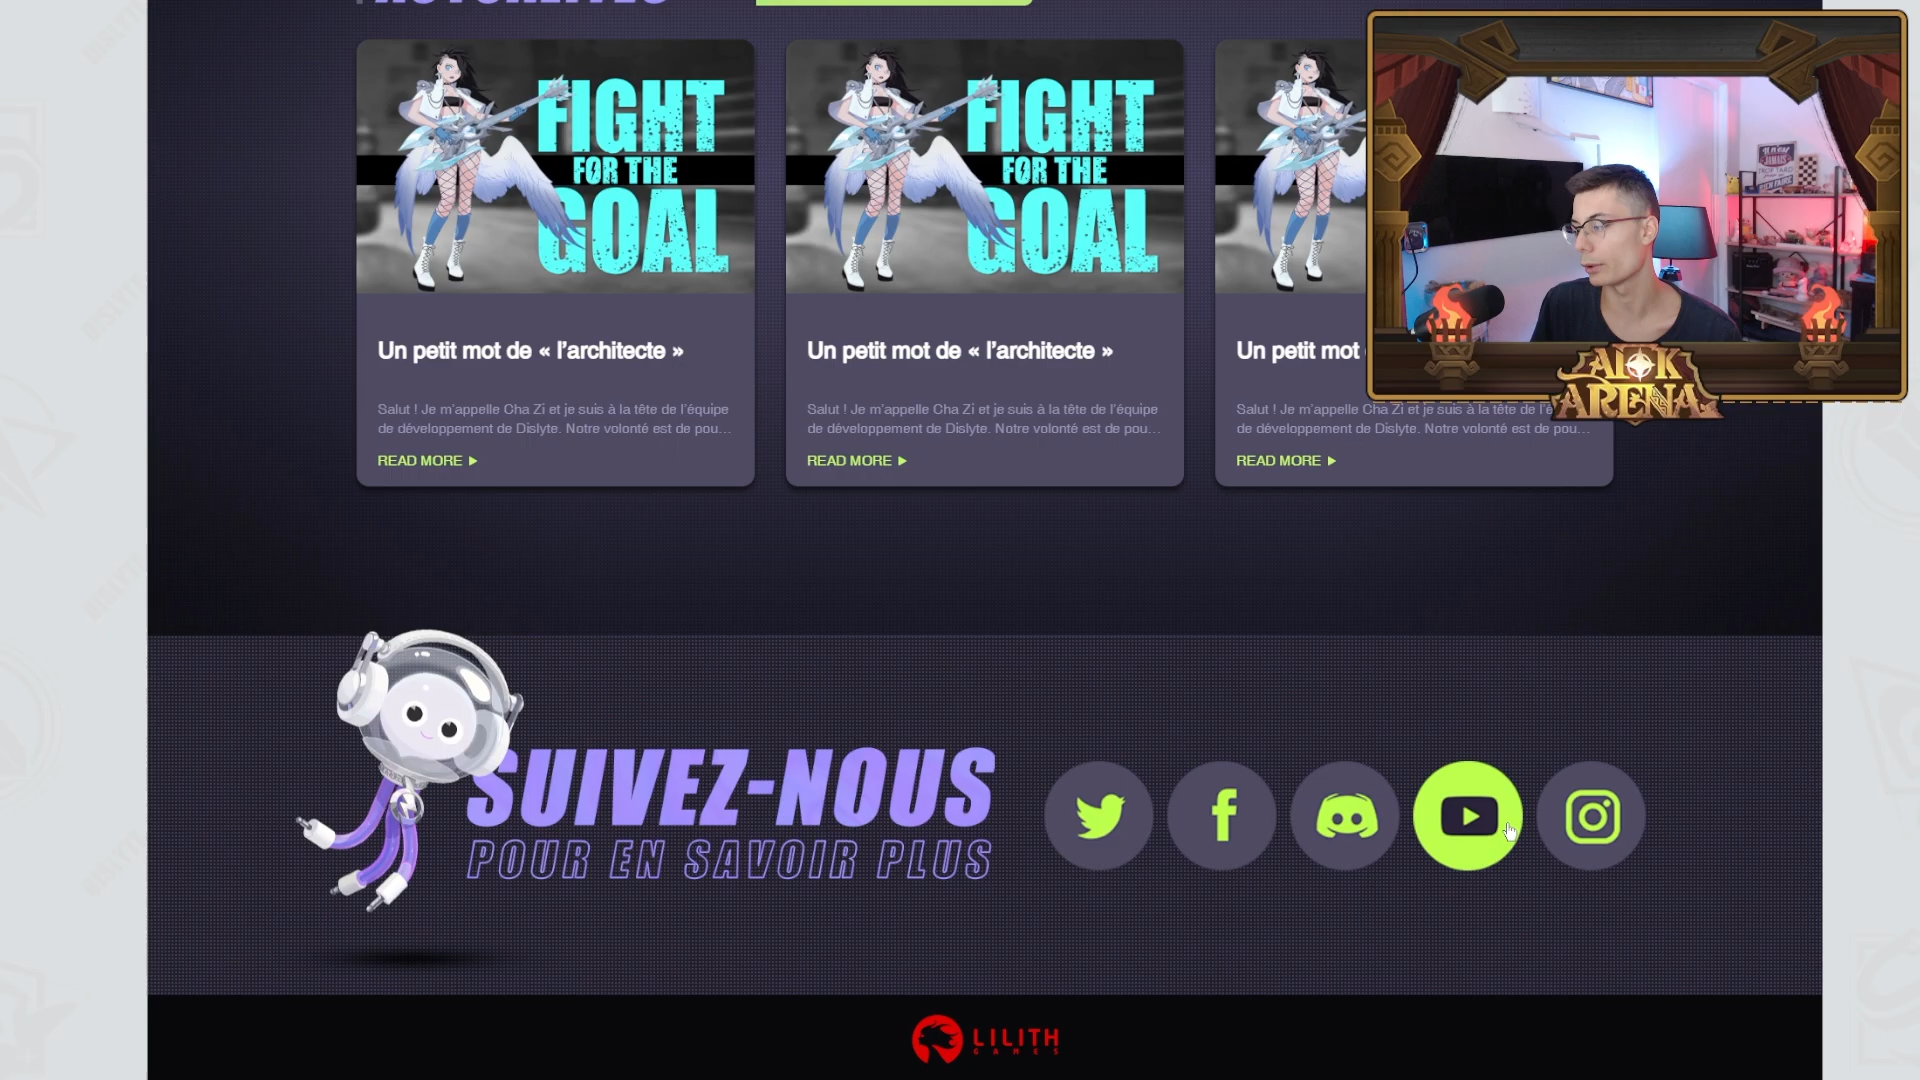 FIGHT
FOR THE
GOAL
Un petit mot de « l’architecte »
Salut ! Je m’appelle Cha Zi et je suis à la tête de l’équipe
de développement de Dislyte. Notre volonté est de pou...
READ MORE
FIGHT
FOR THE
GOAL
Un petit mot de « l’architecte »
Salut ! Je m’appelle Cha Zi et je suis à la tête de l’équipe
de développement de Dislyte. Notre volonté est de pou...
READ MORE
Un petit mot
Salut ! Je m’appelle Cha Zi et je suis à la tête de l’é
de développement de Dislyte. Notre volonté est de pou...
READ MORE
ARENA
SUIVEZ-NOUS
POUR EN SAVOIR PLUS
LILITH
GAMES